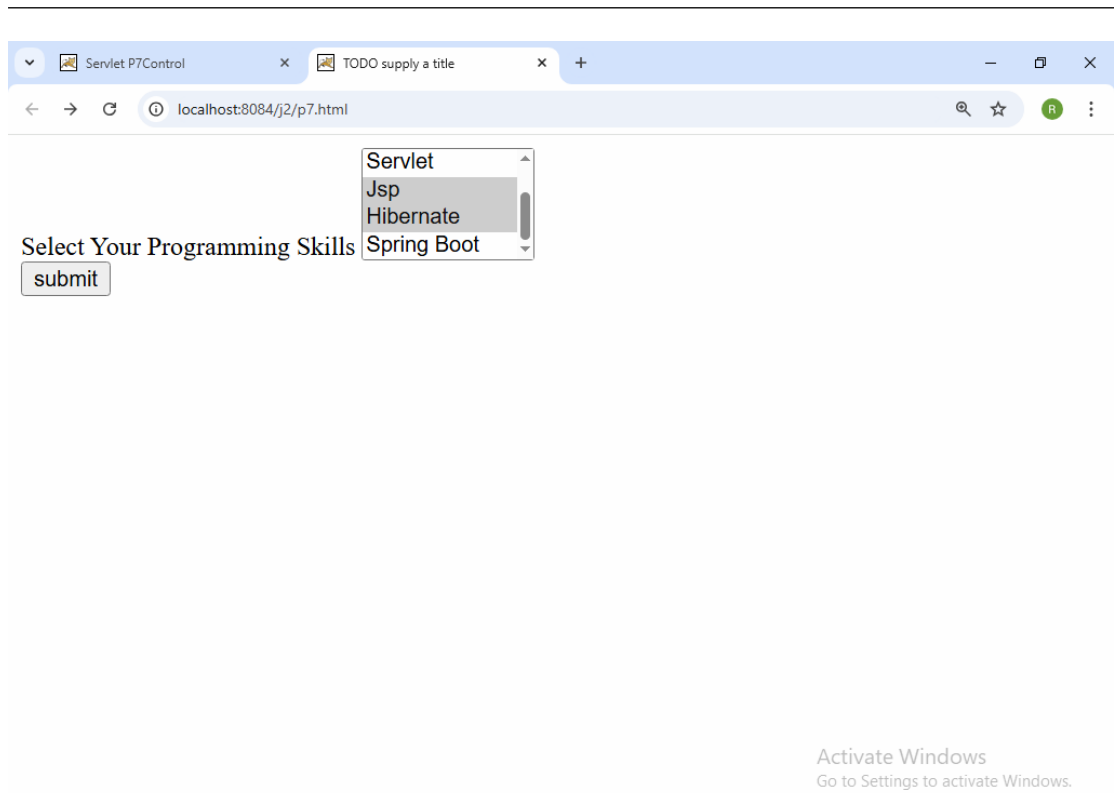 Servlet P7Control
TODO supply a title
localhost:8084/j2/p7.html
R
Servlet
Jsp
Hibernate
Select Your Programming Skills Spring Boot
submit
Activate Windows
Go to Settings to activate Windows.